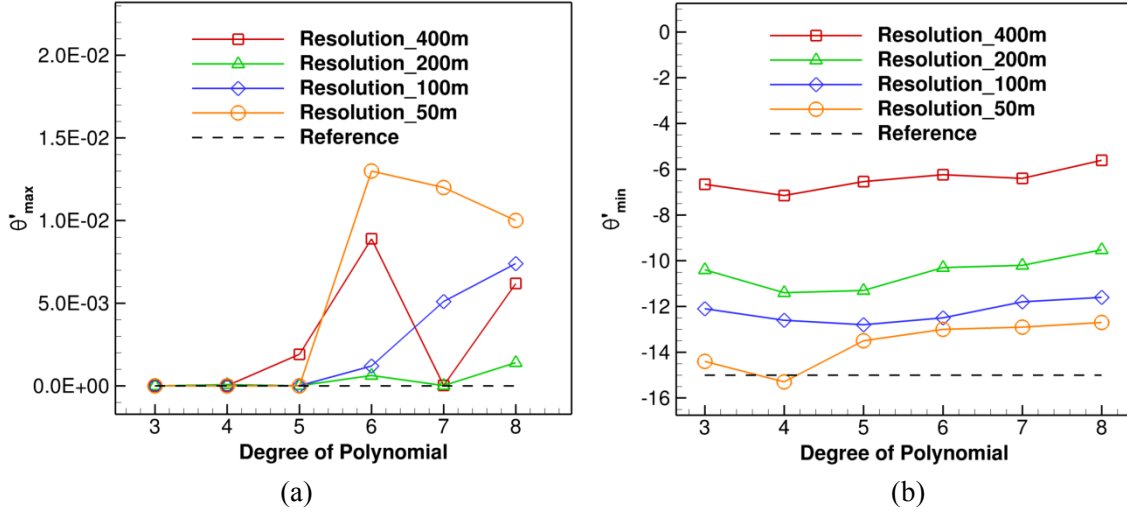 2.0E-02
1.5E-02
1.0E-02
5.0E-03
0.0E+00
θ'max
Resolution_400m
Resolution_200m
Resolution_100m
Resolution_50m
Reference
3 4 5 6 7 8
Degree of Polynomial
(a)
0
-2
-4
-6
-8
-10
-12
-14
-16
θ'min
Resolution_400m
Resolution_200m
Resolution_100m
Resolution_50m
Reference
3 4 5 6 7 8
Degree of Polynomial
(b)